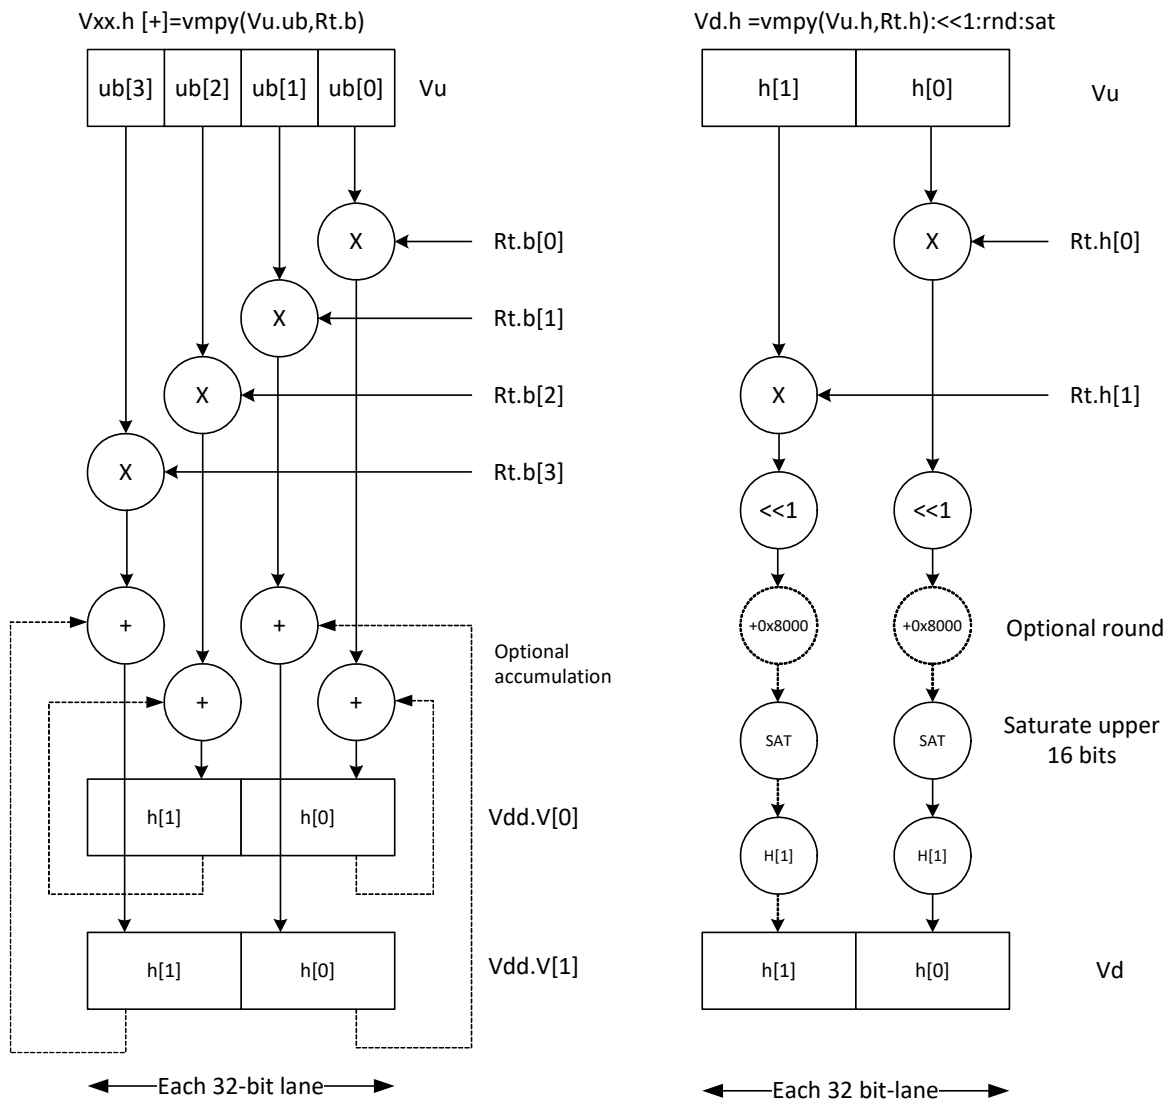 Vxx.h [+]=vmpy(Vu.ub,Rt.b)
ub[3] ub[2] ub[1] ub[0] Vu
X Rt.b[0]
X Rt.b[1]
X Rt.b[2]
X Rt.b[3]
+ +
Optional
accumulation
+ +
h[1] h[0] Vdd.V[0]
h[1] h[0] Vdd.V[1]
Each 32-bit lane
Vd.h =vmpy(Vu.h,Rt.h):<<1:rnd:sat
h[1] h[0] Vu
X Rt.h[0]
X Rt.h[1]
<<1 <<1
+0x8000 +0x8000 Optional round
SAT SAT Saturate upper
16 bits
H[1] H[1]
h[1] h[0] Vd
Each 32 bit-lane